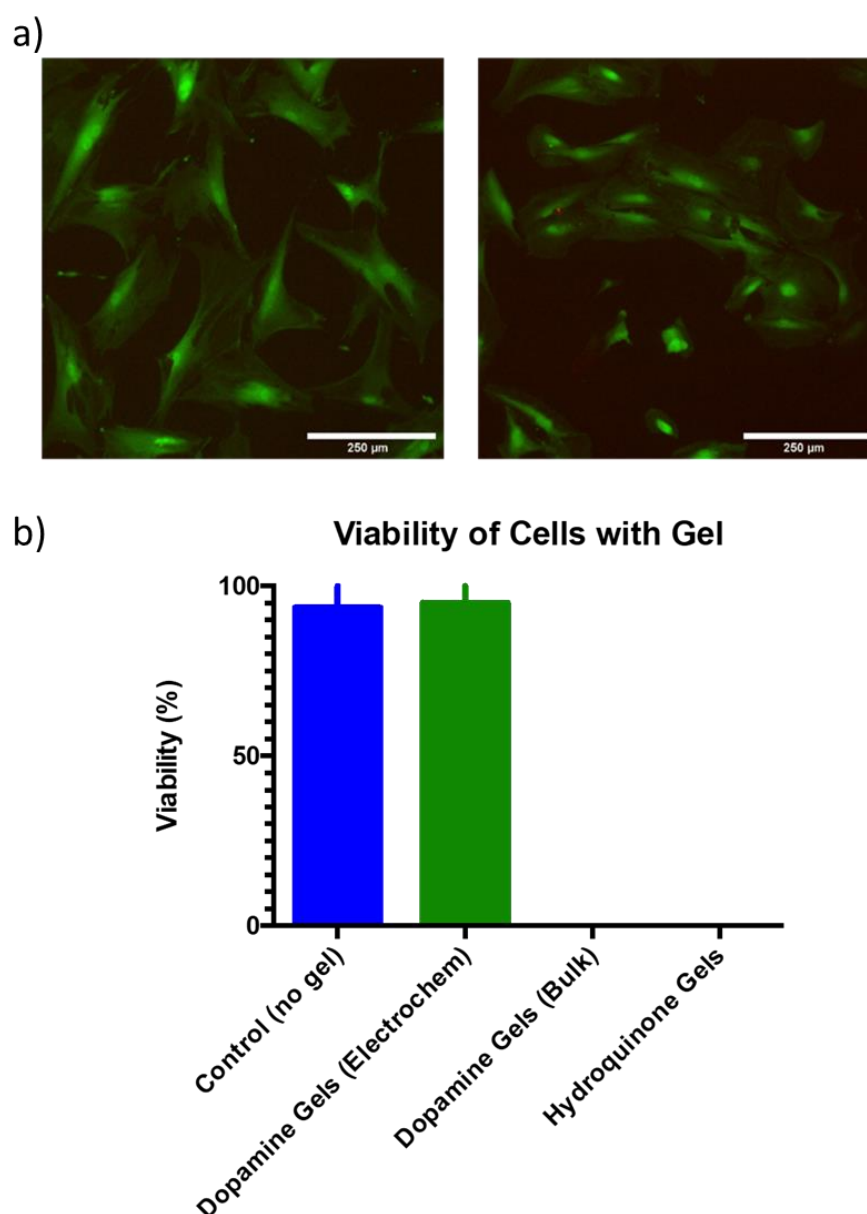 a)
250 µm
250 µm
b)
Viability of Cells with Gel
Viability (%)
100
50
0
Control (no gel)
Dopamine Gels (Electrochem)
Dopamine Gels (Bulk)
Hydroquinone Gels